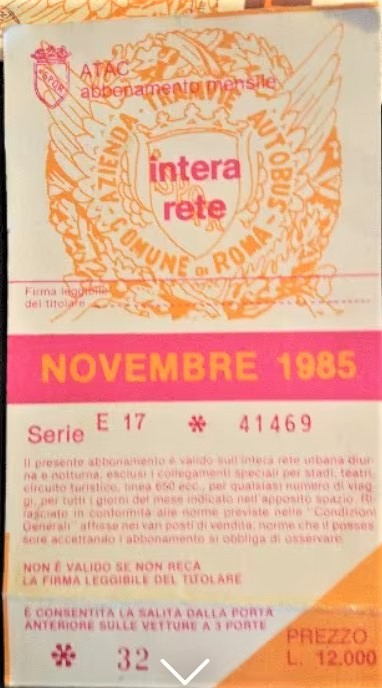 S.P.Q.R.
ATAC
abbonamento mensile
AZIENDA TRAMVIE AUTOBUS
COMUNE DI ROMA
intera
rete
Firma leggibile
del titolare
NOVEMBRE 1985
Serie E 17 * 41469
Il presente abbonamento è valido sull'intera rete urbana diur-
na e notturna, esclusi i collegamenti speciali per stadi, teatri,
circuito turistico, linea 650 ecc., per qualsiasi numero di viag-
gi, per tutti i giorni del mese indicato nell'apposito spazio. Ri-
lasciato in conformità alle norme previste nelle "Condizioni
Generali" affisse nei vari posti di vendita, norme che il posses-
sore accettando l'abbonamento si obbliga di osservare.
NON È VALIDO SE NON RECA
LA FIRMA LEGGIBILE DEL TITOLARE
È CONSENTITA LA SALITA DALLA PORTA
ANTERIORE SULLE VETTURE A 3 PORTE
* 32
PREZZO
L. 12.000